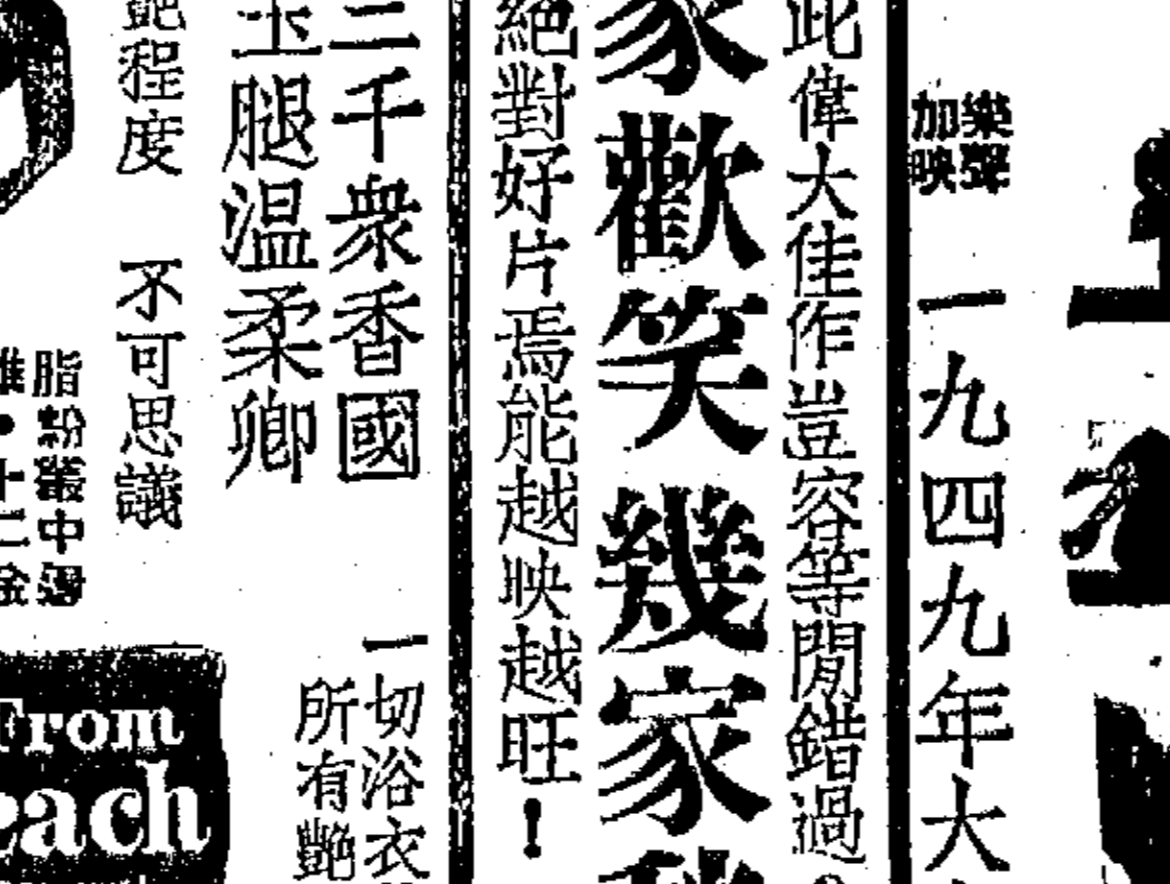 樂聲
加映
一九四九年大
此偉大佳作豈容等閒錯過
家歡笑幾家
絕對好片焉能越映越旺!
三千衆香國
玉腿温柔鄉
一切浴衣
所有艷
艷程度 不可思議
脂粉叢中
From
each